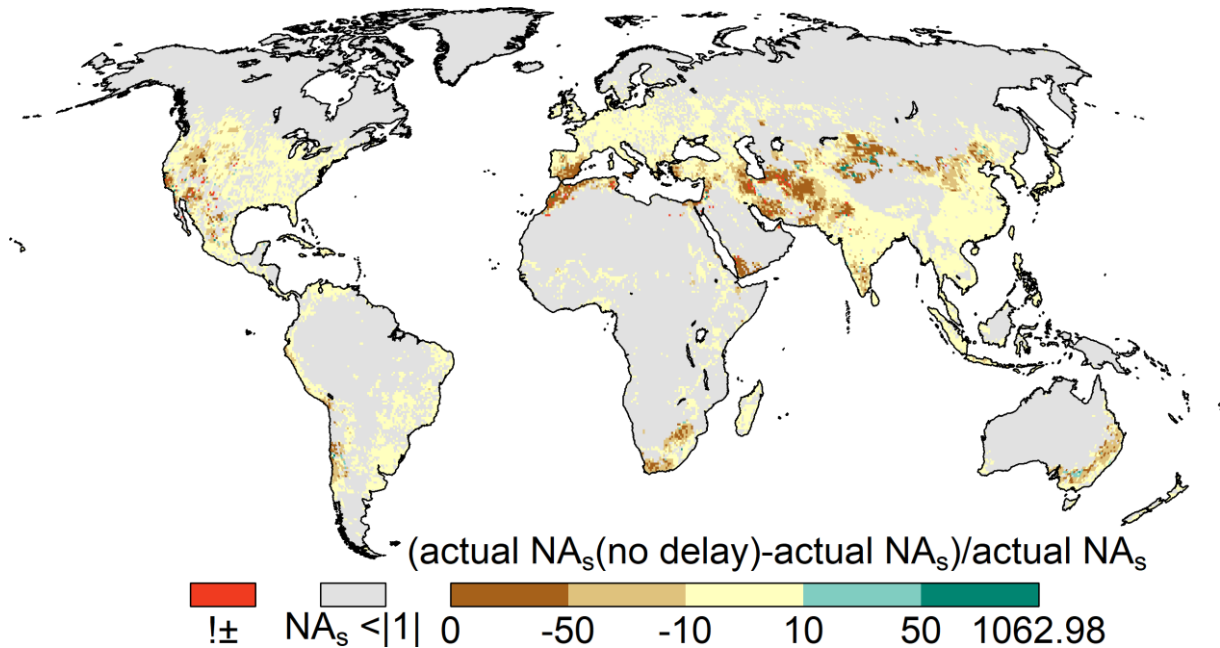 (actual NAₛ(no delay)-actual NAₛ)/actual NAₛ
!± NAₛ <|1| 0 -50 -10 10 50 1062.98